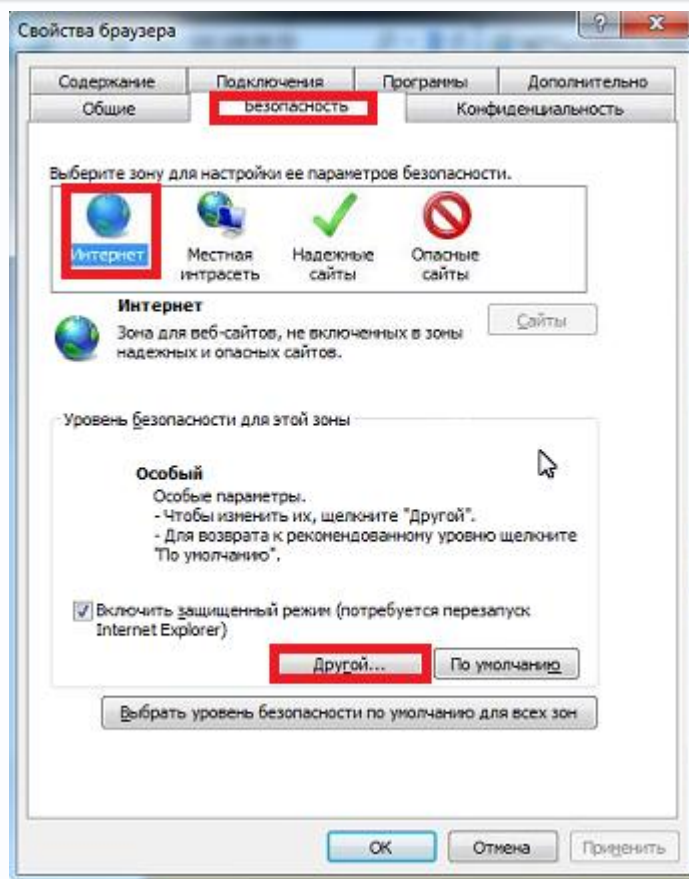 Свойства браузера
Содержание Подключения Программы Дополнительно
Общие Безопасность Конфиденциальность
Выберите зону для настройки ее параметров безопасности.
Интернет Местная интрасеть Надежные сайты Опасные сайты
Интернет
Зона для веб-сайтов, не включенных в зоны
надежных и опасных сайтов.
Сайты
Уровень безопасности для этой зоны
Особый
Особые параметры.
- Чтобы изменить их, щелкните "Другой".
- Для возврата к рекомендованному уровню щелкните
"По умолчанию".
Включить защищенный режим (потребуется перезапуск
Internet Explorer)
Другой... По умолчанию
Выбрать уровень безопасности по умолчанию для всех зон
OK Отмена Применить